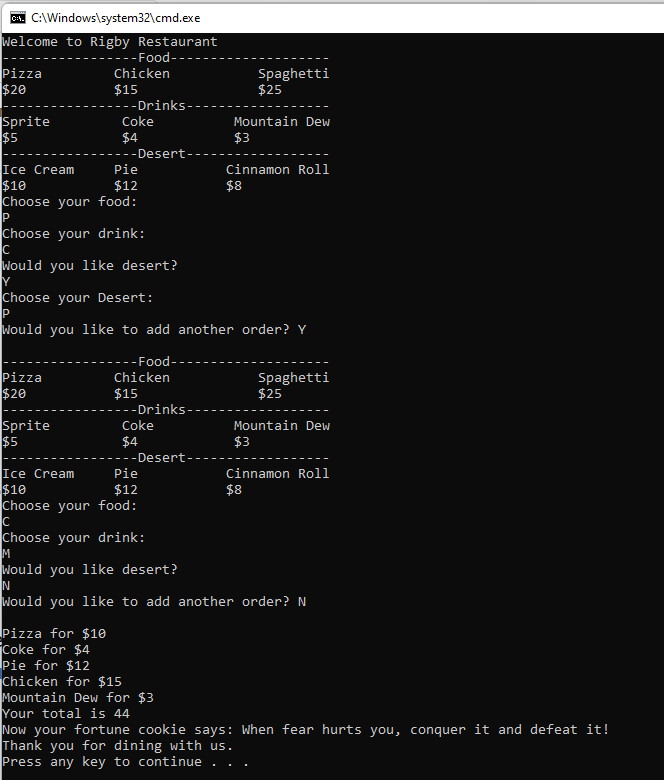 C:\Windows\system32\cmd.exe
Welcome to Rigby Restaurant
-----------------Food--------------------
Pizza         Chicken           Spaghetti
$20           $15               $25
-----------------Drinks------------------
Sprite         Coke          Mountain Dew
$5             $4            $3
-----------------Desert------------------
Ice Cream     Pie           Cinnamon Roll
$10           $12           $8
Choose your food:
P
Choose your drink:
C
Would you like desert?
Y
Choose your Desert:
P
Would you like to add another order? Y
-----------------Food--------------------
Pizza         Chicken           Spaghetti
$20           $15               $25
-----------------Drinks------------------
Sprite         Coke          Mountain Dew
$5             $4            $3
-----------------Desert------------------
Ice Cream     Pie           Cinnamon Roll
$10           $12           $8
Choose your food:
C
Choose your drink:
M
Would you like desert?
N
Would you like to add another order? N
Pizza for $10
Coke for $4
Pie for $12
Chicken for $15
Mountain Dew for $3
Your total is 44
Now your fortune cookie says: When fear hurts you, conquer it and defeat it!
Thank you for dining with us.
Press any key to continue . . .